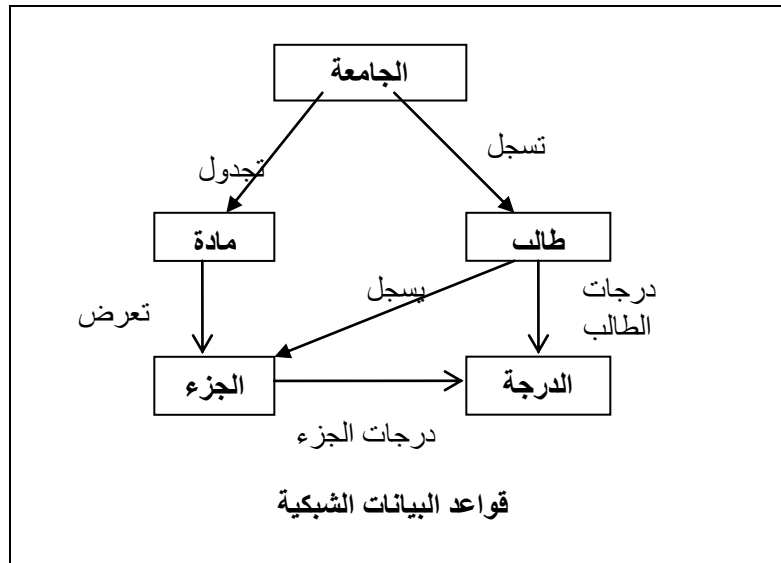 الجامعة
تسجل
تجدول
طالب
مادة
درجات
الطالب
يسجل
تعرض
الدرجة
الجزء
درجات الجزء
قواعد البيانات الشبكية